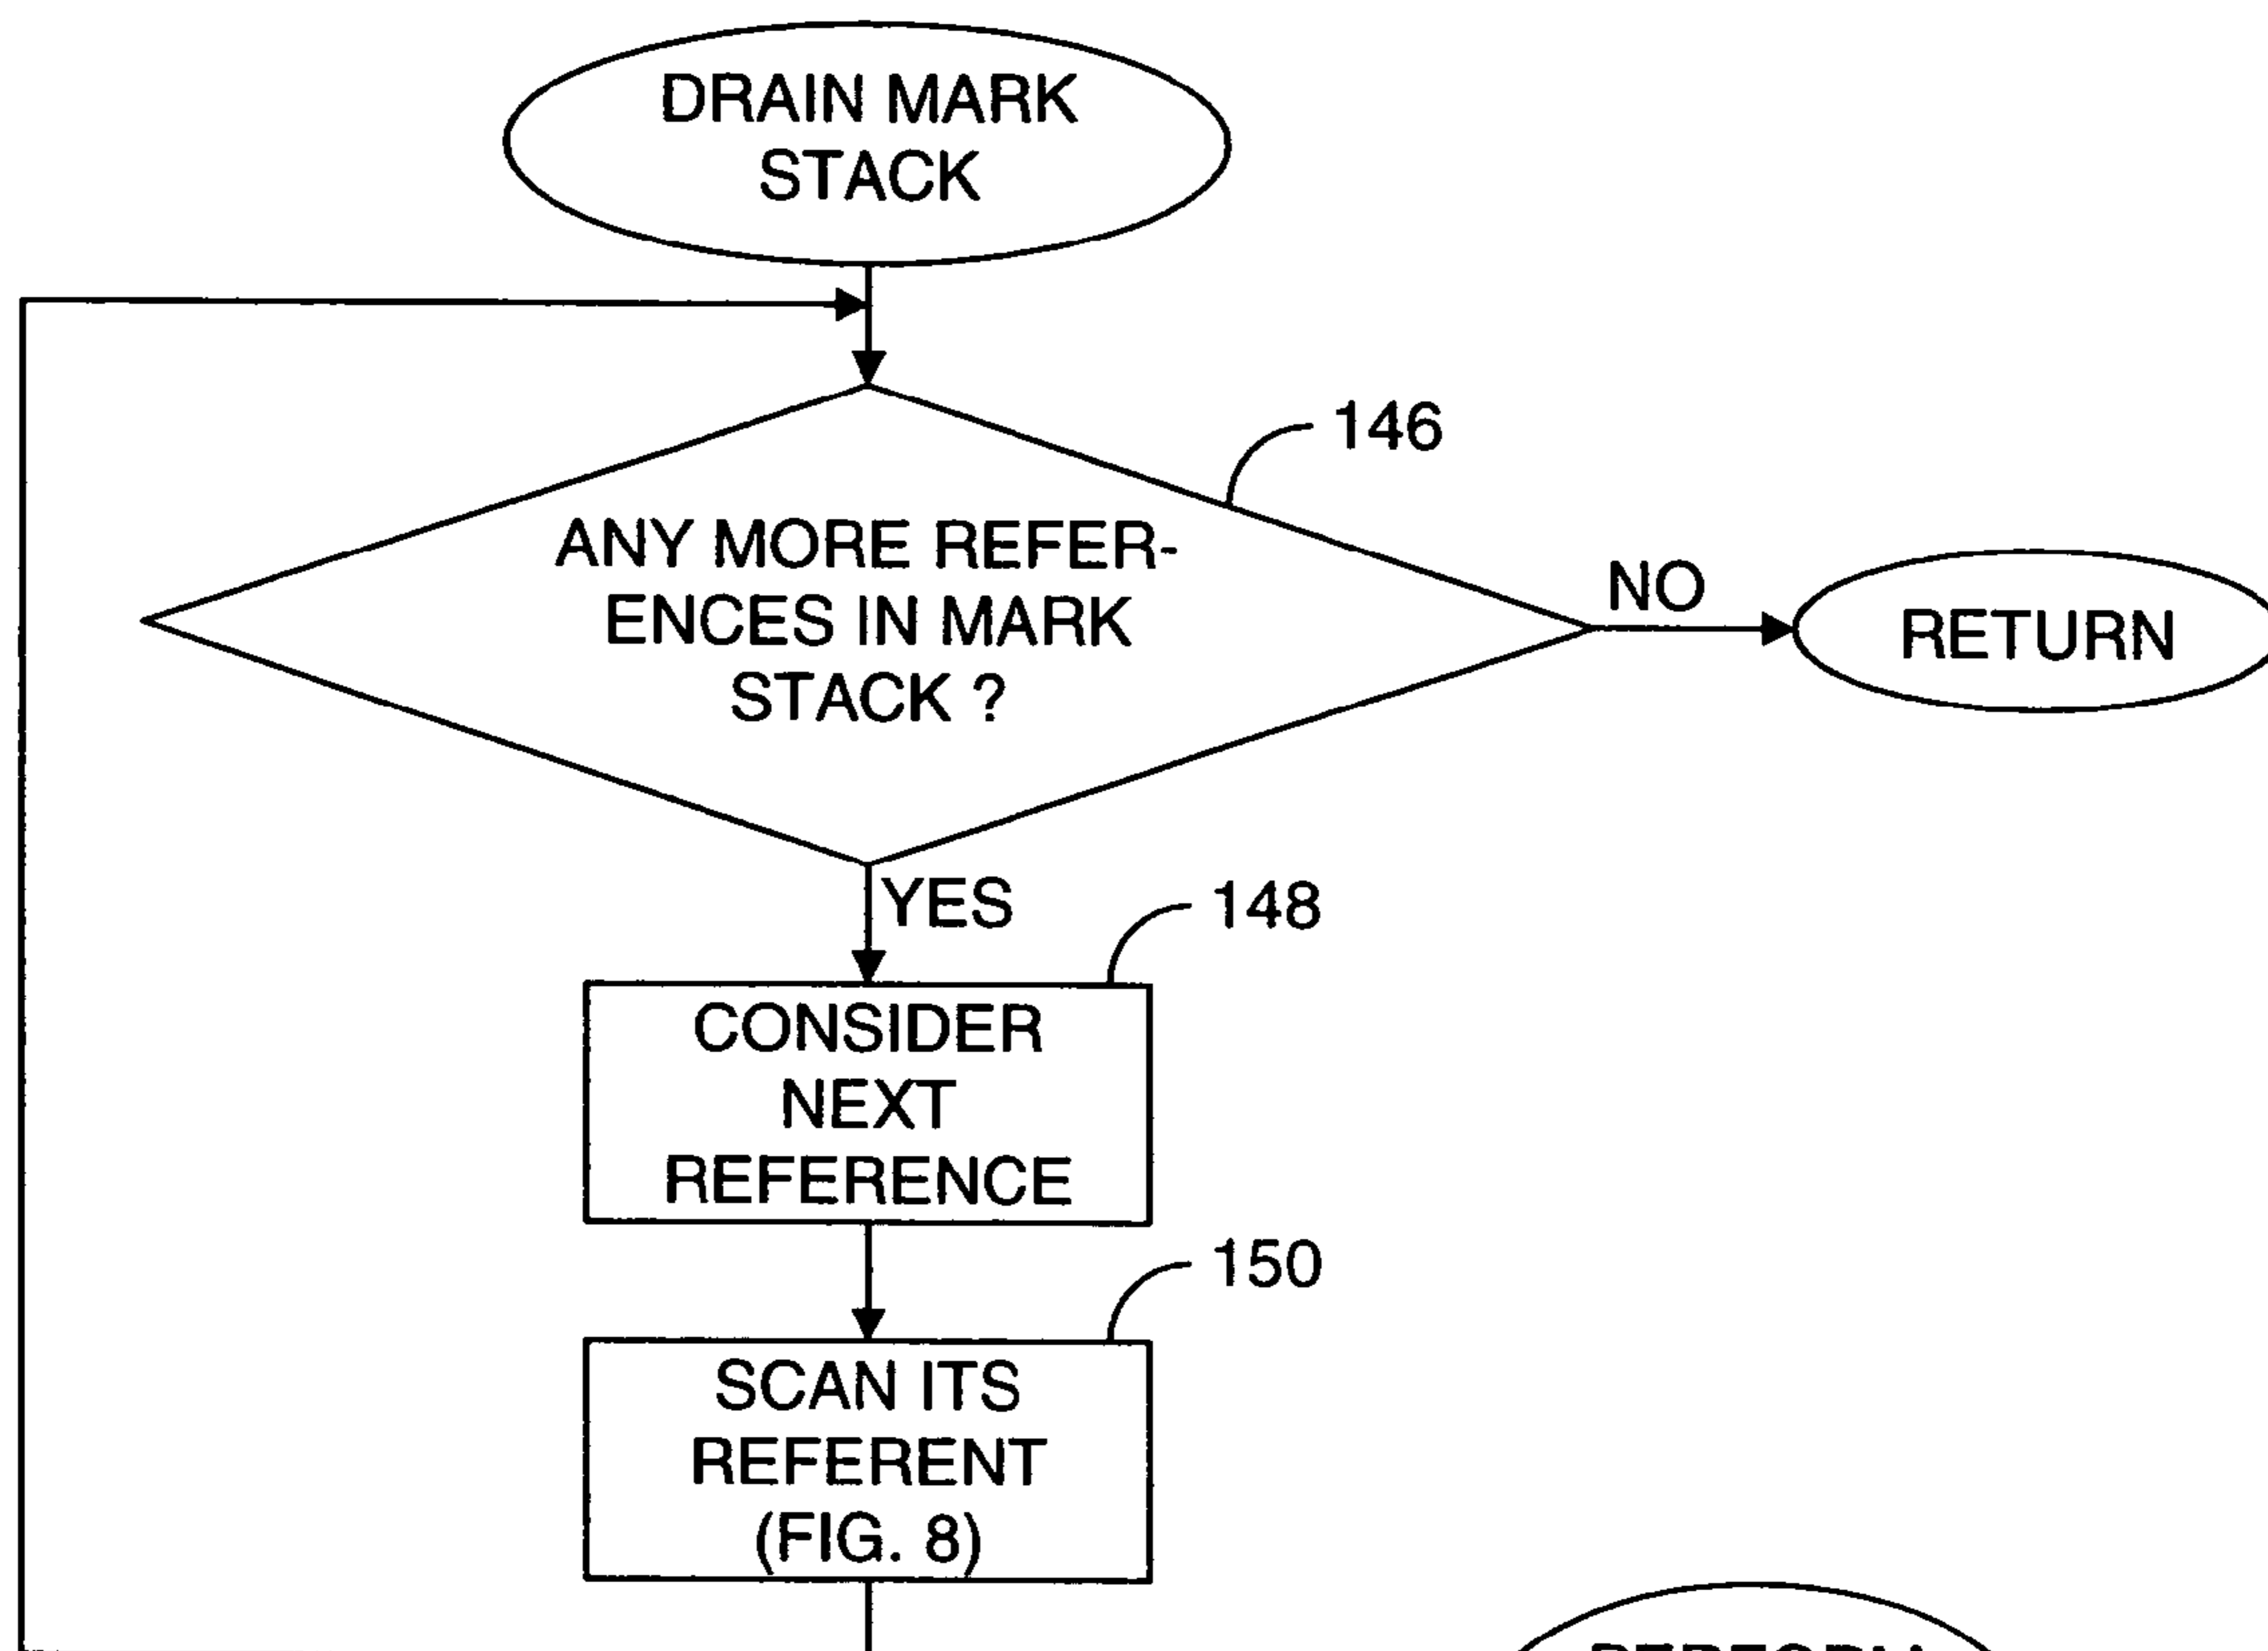 DRAIN MARK
STACK
146
ANY MORE REFER-
ENCES IN MARK
STACK ?
NO
RETURN
YES
148
CONSIDER
NEXT
REFERENCE
150
SCAN ITS
REFERENT
(FIG. 8)